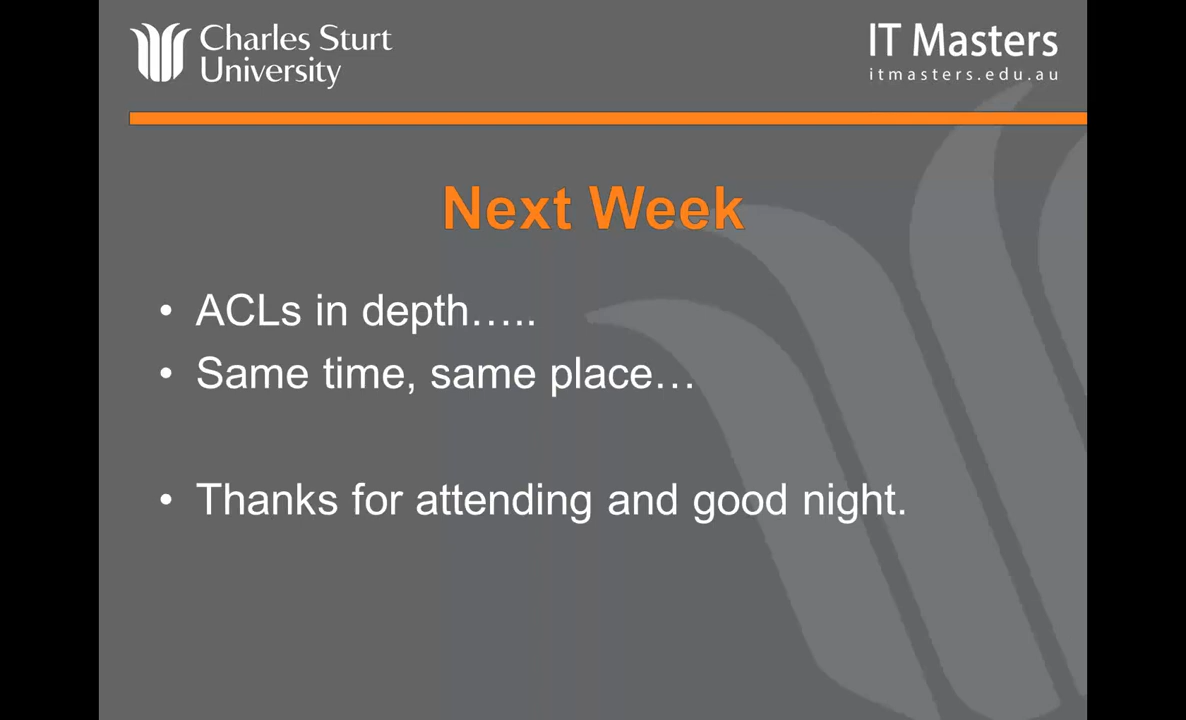 Charles Sturt
University
IT Masters
itmasters.edu.au
Next Week
• ACLs in depth…..
• Same time, same place…
• Thanks for attending and good night.